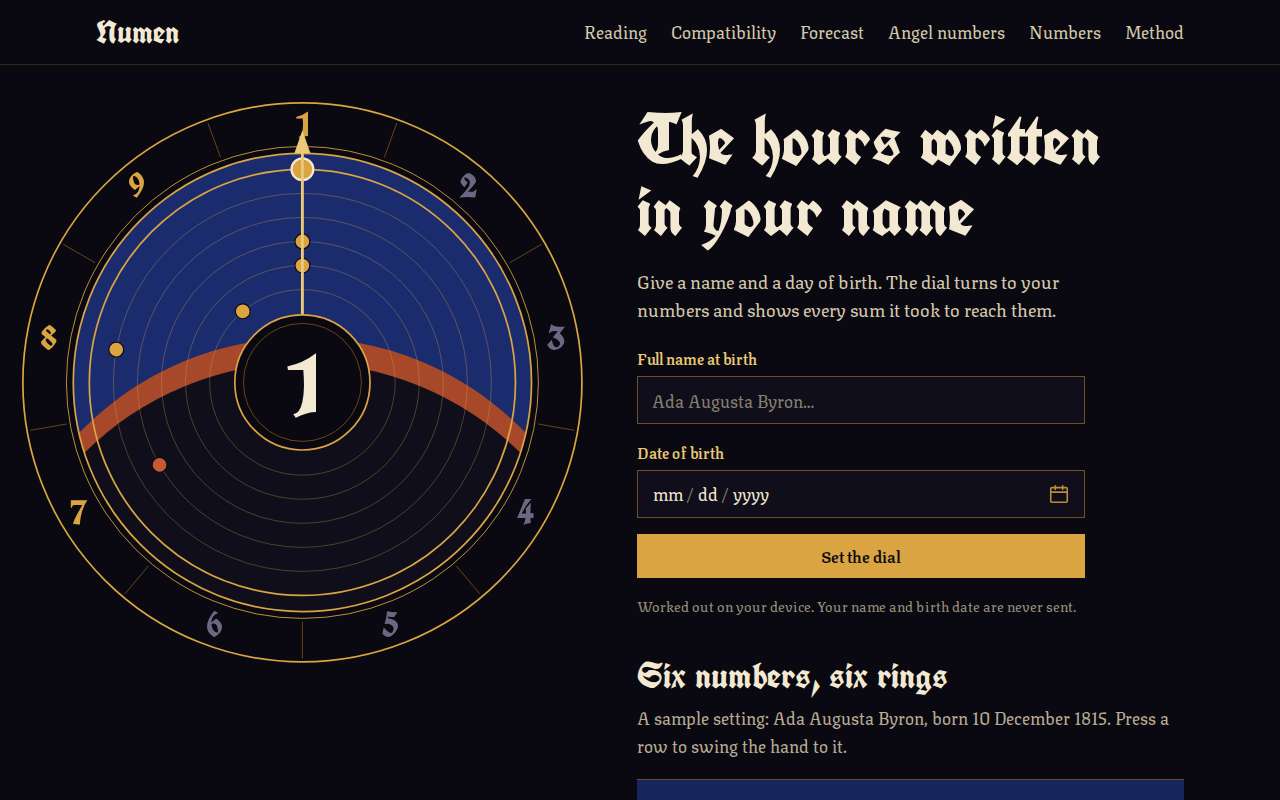 Numen
Reading Compatibility Forecast Angel numbers Numbers Method
1
2
3
4
5
6
7
8
9
1
The hours written
in your name
Give a name and a day of birth. The dial turns to your
numbers and shows every sum it took to reach them.
Full name at birth
Ada Augusta Byron...
Date of birth
mm / dd / yyyy
Set the dial
Worked out on your device. Your name and birth date are never sent.
Six numbers, six rings
A sample setting: Ada Augusta Byron, born 10 December 1815. Press a
row to swing the hand to it.